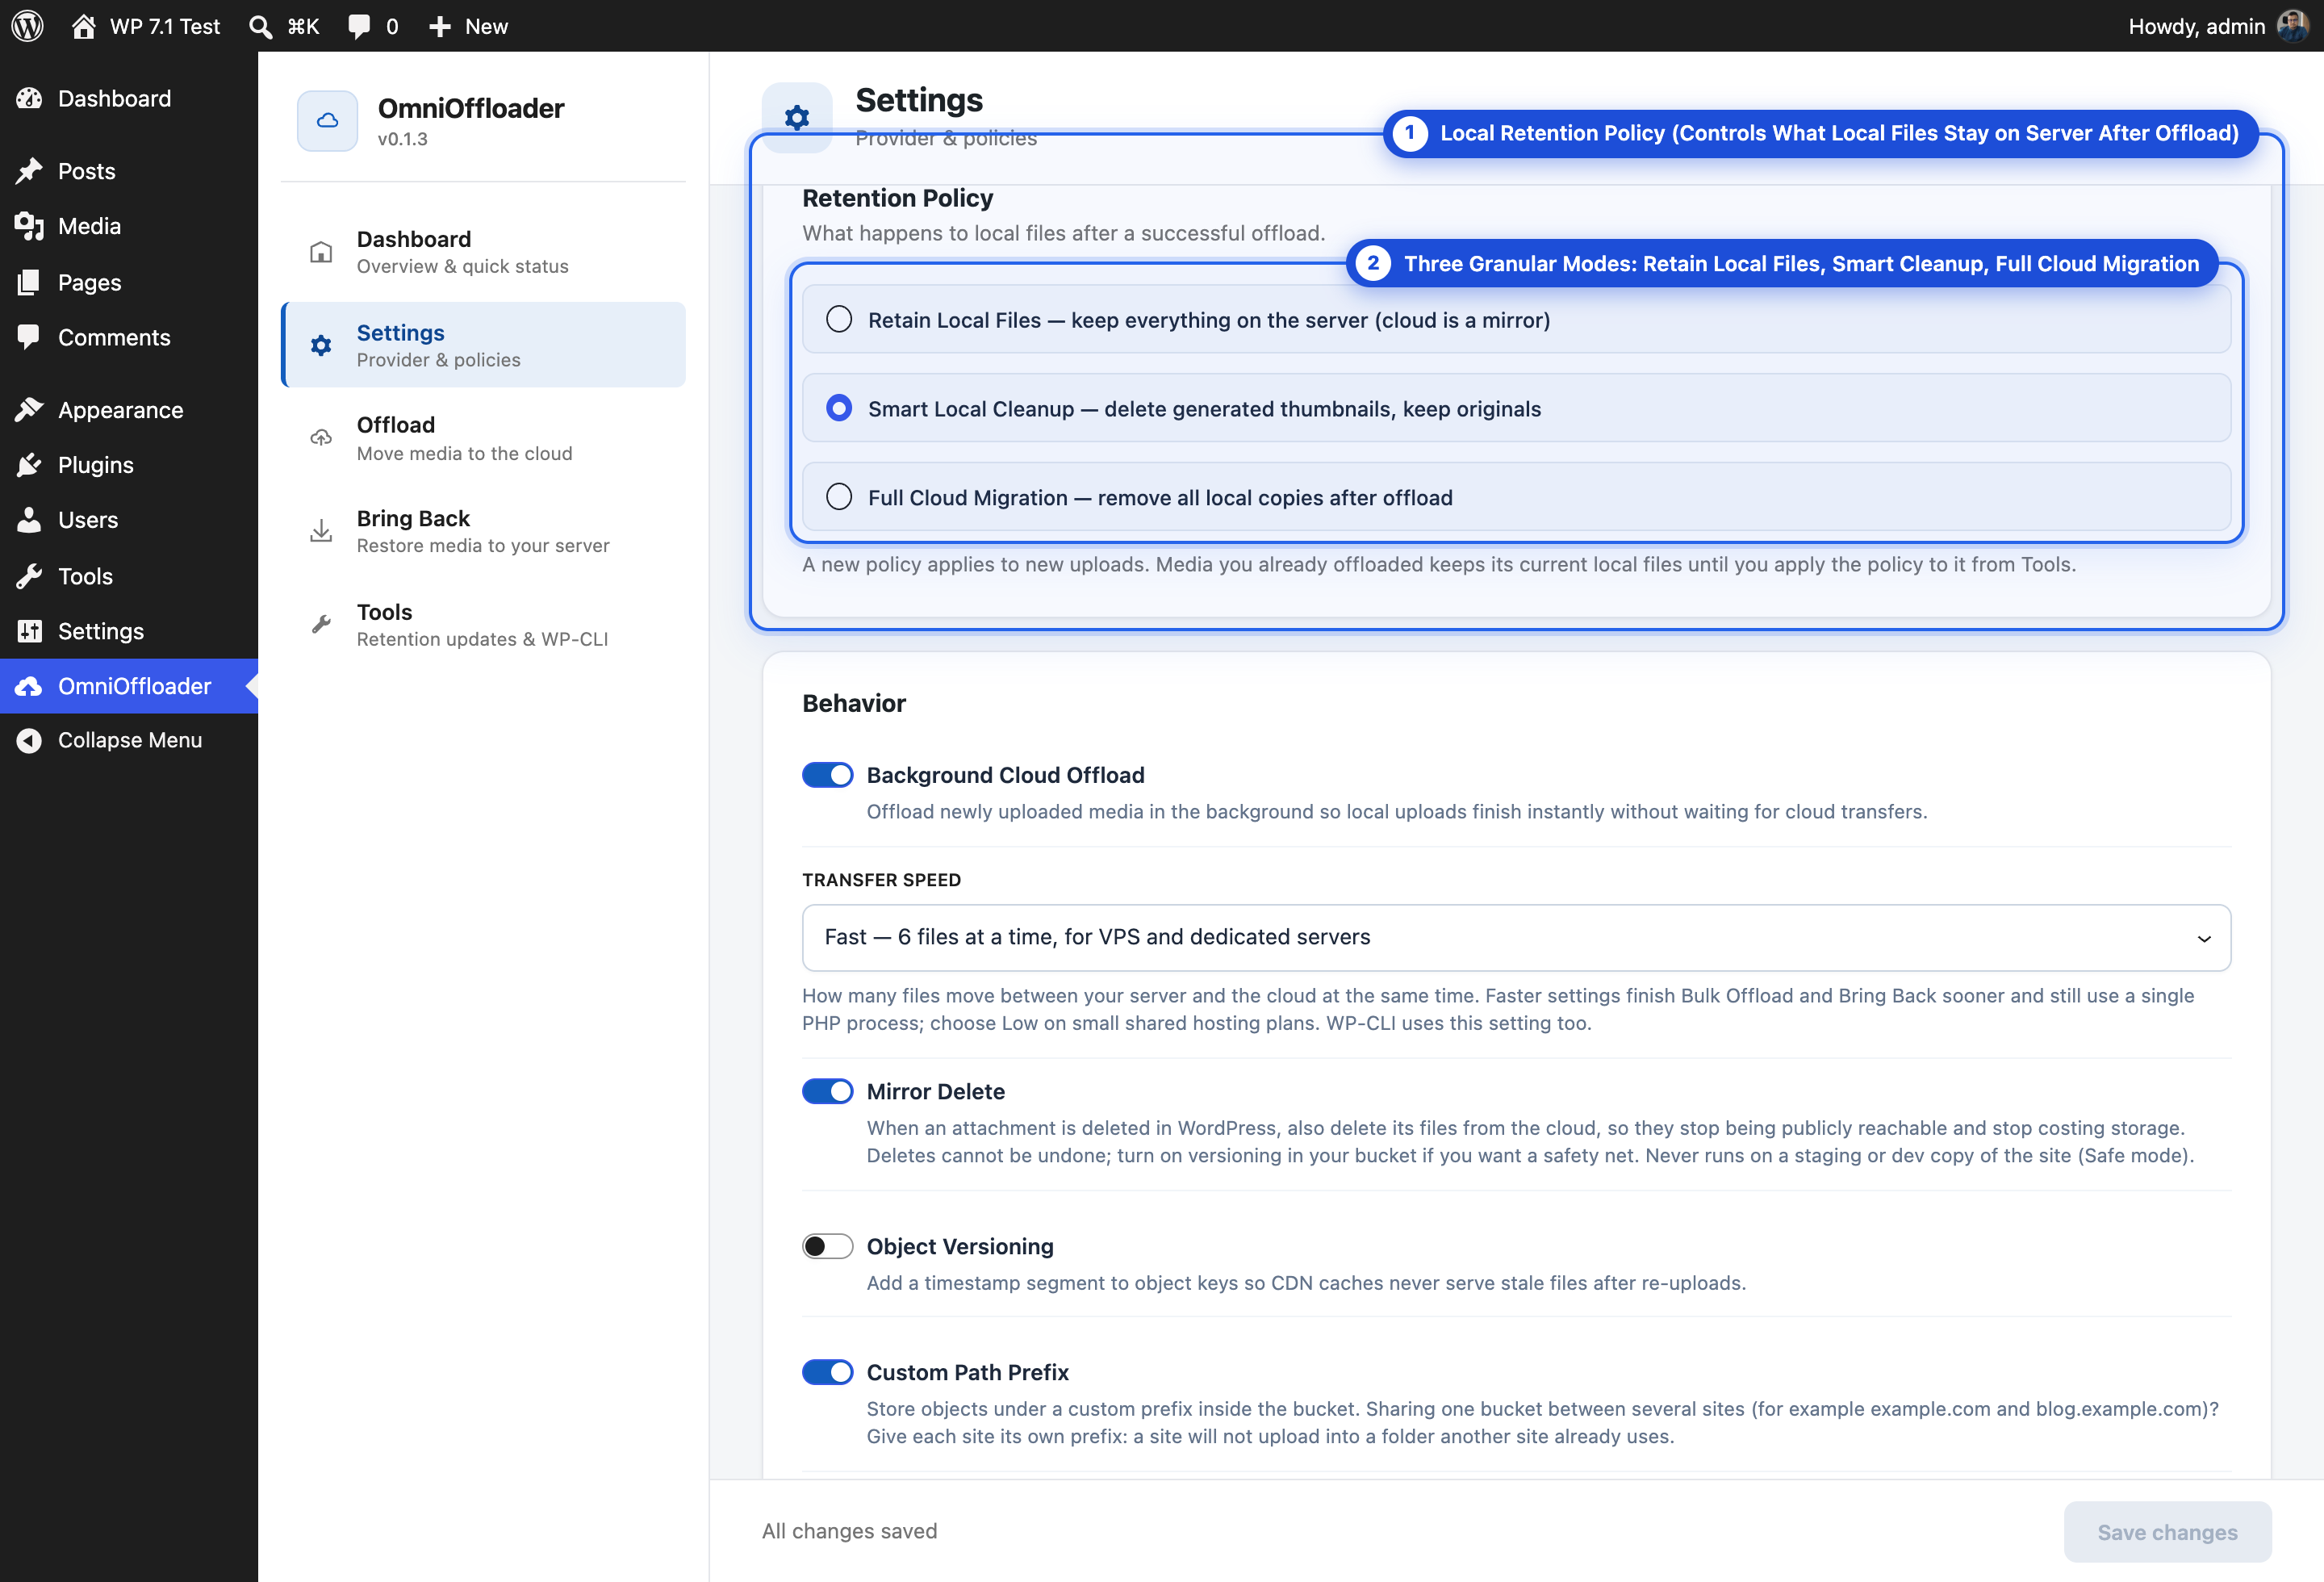 WP 7.1 Test
⌘K
0
New
Howdy, admin
Dashboard
Posts
Media
Pages
Comments
Appearance
Plugins
Users
Tools
Settings
OmniOffloader
Collapse Menu
OmniOffloader
v0.1.3
Dashboard
Overview & quick status
Settings
Provider & policies
Offload
Move media to the cloud
Bring Back
Restore media to your server
Tools
Retention updates & WP-CLI
Settings
Provider & policies
1 Local Retention Policy (Controls What Local Files Stay on Server After Offload)
Retention Policy
What happens to local files after a successful offload.
2 Three Granular Modes: Retain Local Files, Smart Cleanup, Full Cloud Migration
Retain Local Files — keep everything on the server (cloud is a mirror)
Smart Local Cleanup — delete generated thumbnails, keep originals
Full Cloud Migration — remove all local copies after offload
A new policy applies to new uploads. Media you already offloaded keeps its current local files until you apply the policy to it from Tools.
Behavior
Background Cloud Offload
Offload newly uploaded media in the background so local uploads finish instantly without waiting for cloud transfers.
TRANSFER SPEED
Fast — 6 files at a time, for VPS and dedicated servers
How many files move between your server and the cloud at the same time. Faster settings finish Bulk Offload and Bring Back sooner and still use a single
PHP process; choose Low on small shared hosting plans. WP-CLI uses this setting too.
Mirror Delete
When an attachment is deleted in WordPress, also delete its files from the cloud, so they stop being publicly reachable and stop costing storage.
Deletes cannot be undone; turn on versioning in your bucket if you want a safety net. Never runs on a staging or dev copy of the site (Safe mode).
Object Versioning
Add a timestamp segment to object keys so CDN caches never serve stale files after re-uploads.
Custom Path Prefix
Store objects under a custom prefix inside the bucket. Sharing one bucket between several sites (for example example.com and blog.example.com)?
Give each site its own prefix: a site will not upload into a folder another site already uses.
All changes saved
Save changes